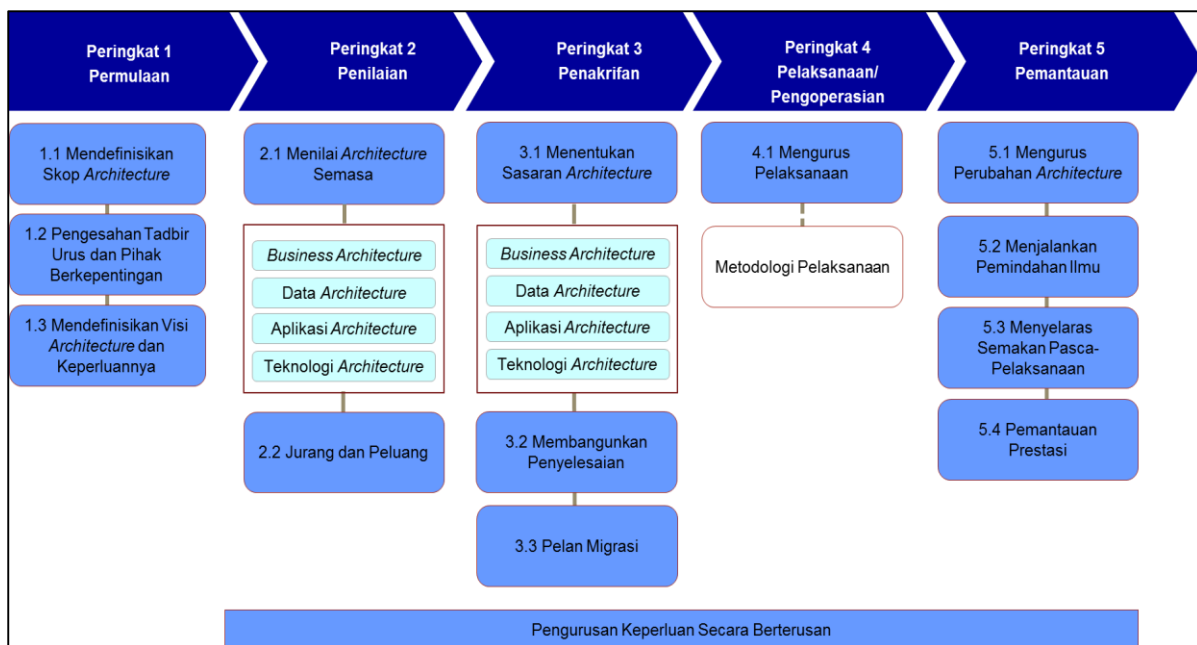 Peringkat 1
Permulaan
Peringkat 2
Penilaian
Peringkat 3
Penakrifan
Peringkat 4
Pelaksanaan/
Pengoperasian
Peringkat 5
Pemantauan
1.1 Mendefinisikan
Skop Architecture
1.2 Pengesahan Tadbir
Urus dan Pihak
Berkepentingan
1.3 Mendefinisikan Visi
Architecture dan
Keperluannya
2.1 Menilai Architecture
Semasa
Business Architecture
Data Architecture
Aplikasi Architecture
Teknologi Architecture
2.2 Jurang dan Peluang
3.1 Menentukan
Sasaran Architecture
Business Architecture
Data Architecture
Aplikasi Architecture
Teknologi Architecture
3.2 Membangunkan
Penyelesaian
3.3 Pelan Migrasi
4.1 Mengurus
Pelaksanaan
Metodologi Pelaksanaan
5.1 Mengurus
Perubahan Architecture
5.2 Menjalankan
Pemindahan Ilmu
5.3 Menyelaras
Semakan Pasca-
Pelaksanaan
5.4 Pemantauan
Prestasi
Pengurusan Keperluan Secara Berterusan